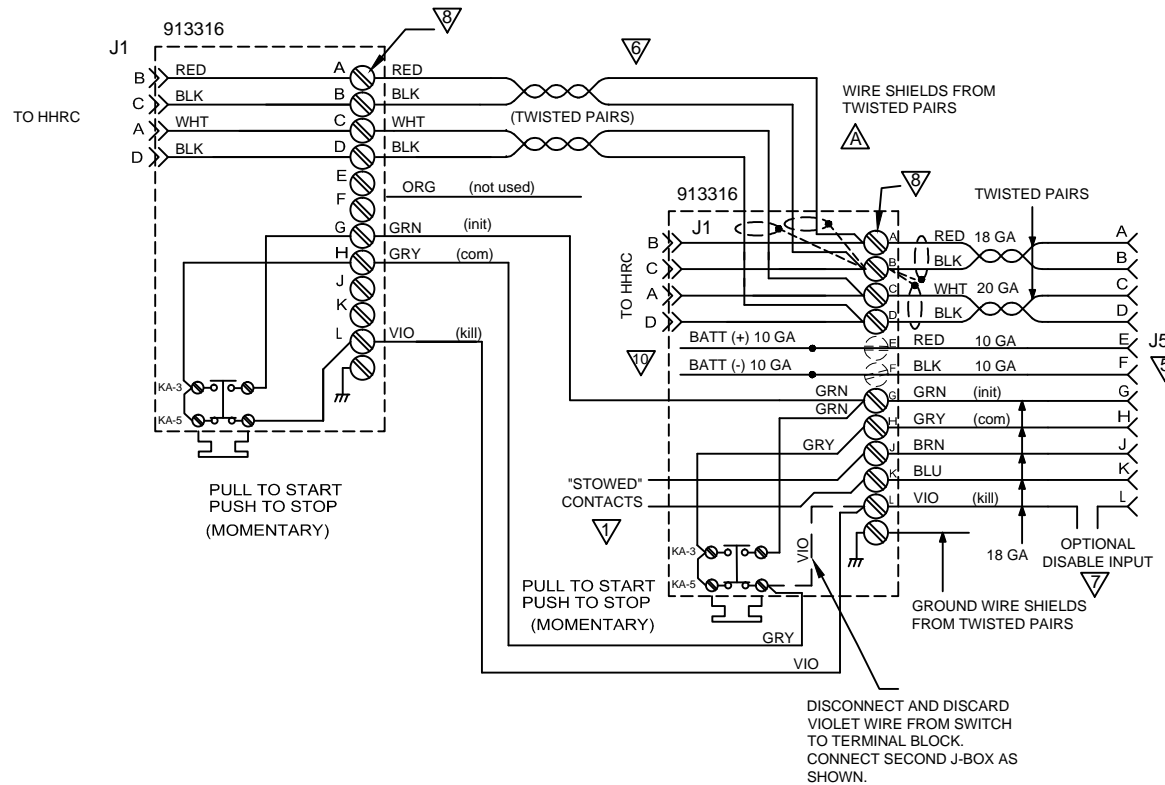 913316
8
J1
B RED A RED
6
C BLK B BLK
TO HHRC
(TWISTED PAIRS)
A WHT C WHT
D BLK D BLK
WIRE SHIELDS FROM
TWISTED PAIRS
A
E
ORG (not used)
F
G GRN (init)
H GRY (com)
J
K
L VIO (kill)
KA-3
KA-5
PULL TO START
PUSH TO STOP
(MOMENTARY)
913316
8
TWISTED PAIRS
J1
TO HHRC
10
B A RED 18 GA A
C B BLK B
A C WHT 20 GA C
D D BLK D
BATT (+) 10 GA E RED 10 GA E
J5
5
BATT (-) 10 GA F BLK 10 GA F
GRN G GRN (init) G
GRN
GRY H GRY (com) H
J BRN J
"STOWED"
CONTACTS
1
K BLU K
L VIO (kill) L
VIO
KA-3
KA-5
18 GA
OPTIONAL
DISABLE INPUT
7
PULL TO START
PUSH TO STOP
(MOMENTARY)
GROUND WIRE SHIELDS
FROM TWISTED PAIRS
GRY
VIO
DISCONNECT AND DISCARD
VIOLET WIRE FROM SWITCH
TO TERMINAL BLOCK.
CONNECT SECOND J-BOX AS
SHOWN.